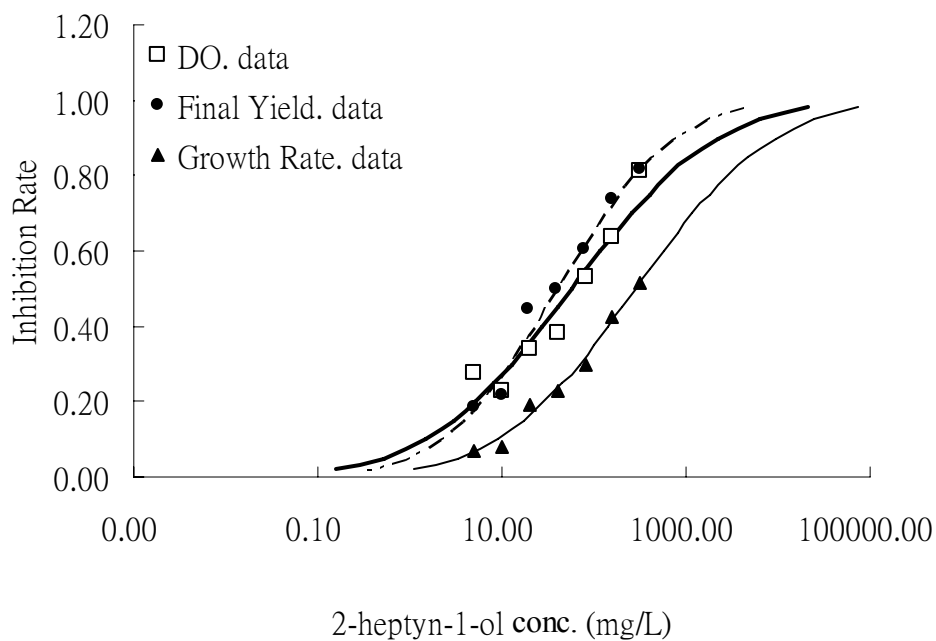 1.20
DO. data
Final Yield. data
Growth Rate. data
1.00
0.80
0.60
0.40
0.20
0.00
Inhibition Rate
0.00 0.10 10.00 1000.00 100000.00
2-heptyn-1-ol conc. (mg/L)